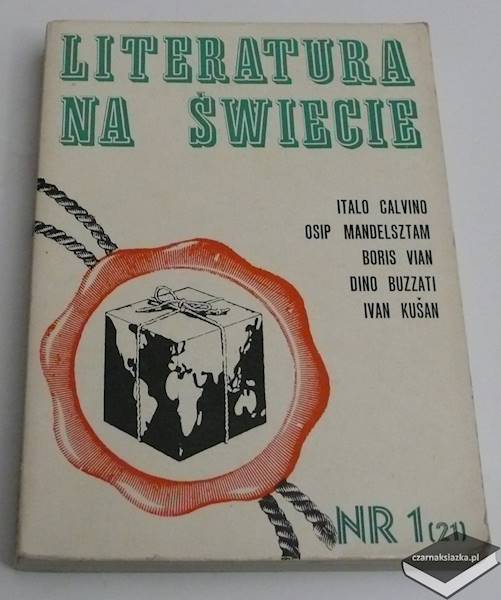 LITERATURA
NA ŚWIECIE
ITALO CALVINO
OSIP MANDELSZTAM
BORIS VIAN
DINO BUZZATI
IVAN KUŠAN
NR 1 (21)
czarnaksiazka.pl